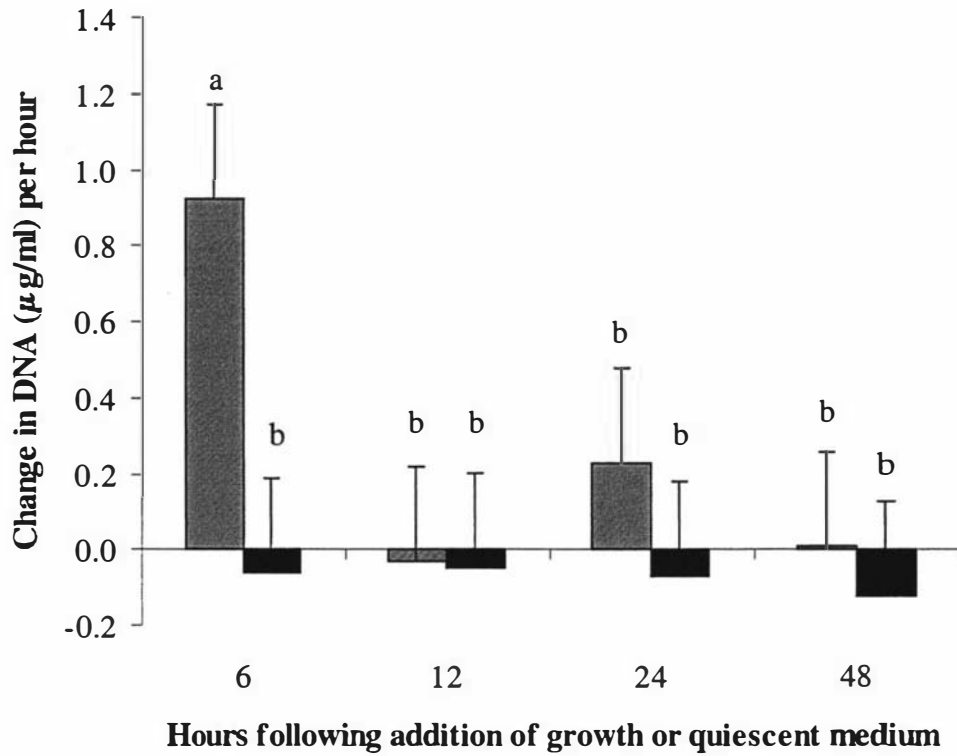 Change in DNA (μg/ml) per hour
1.4
1.2
1.0
0.8
0.6
0.4
0.2
0.0
-0.2
a
b
b
b
b
b
b
b
6
12
24
48
Hours following addition of growth or quiescent medium